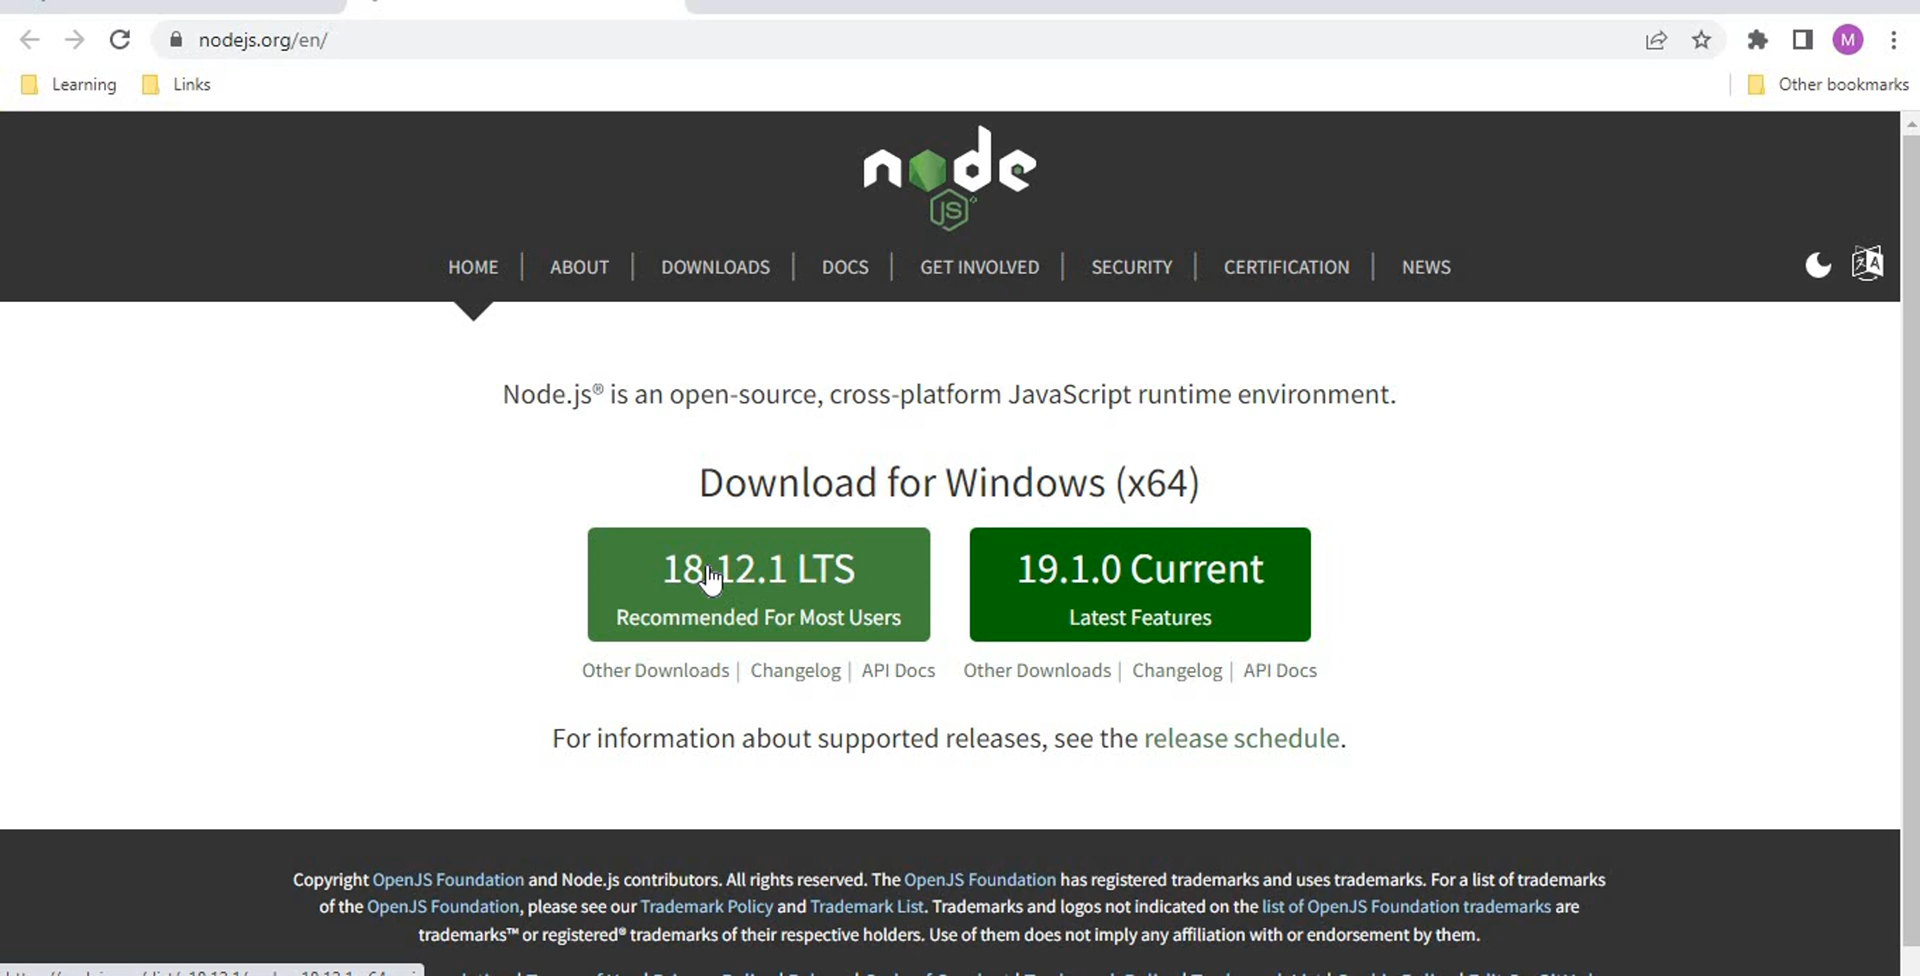 nodejs.org/en/
M
Learning
Links
Other bookmarks
node
JS
HOME | ABOUT | DOWNLOADS | DOCS | GET INVOLVED | SECURITY | CERTIFICATION | NEWS
Node.js® is an open-source, cross-platform JavaScript runtime environment.
Download for Windows (x64)
18.12.1 LTS
Recommended For Most Users
19.1.0 Current
Latest Features
Other Downloads | Changelog | API Docs
Other Downloads | Changelog | API Docs
For information about supported releases, see the release schedule.
Copyright OpenJS Foundation and Node.js contributors. All rights reserved. The OpenJS Foundation has registered trademarks and uses trademarks. For a list of trademarks
of the OpenJS Foundation, please see our Trademark Policy and Trademark List. Trademarks and logos not indicated on the list of OpenJS Foundation trademarks are
trademarks™ or registered® trademarks of their respective holders. Use of them does not imply any affiliation with or endorsement by them.